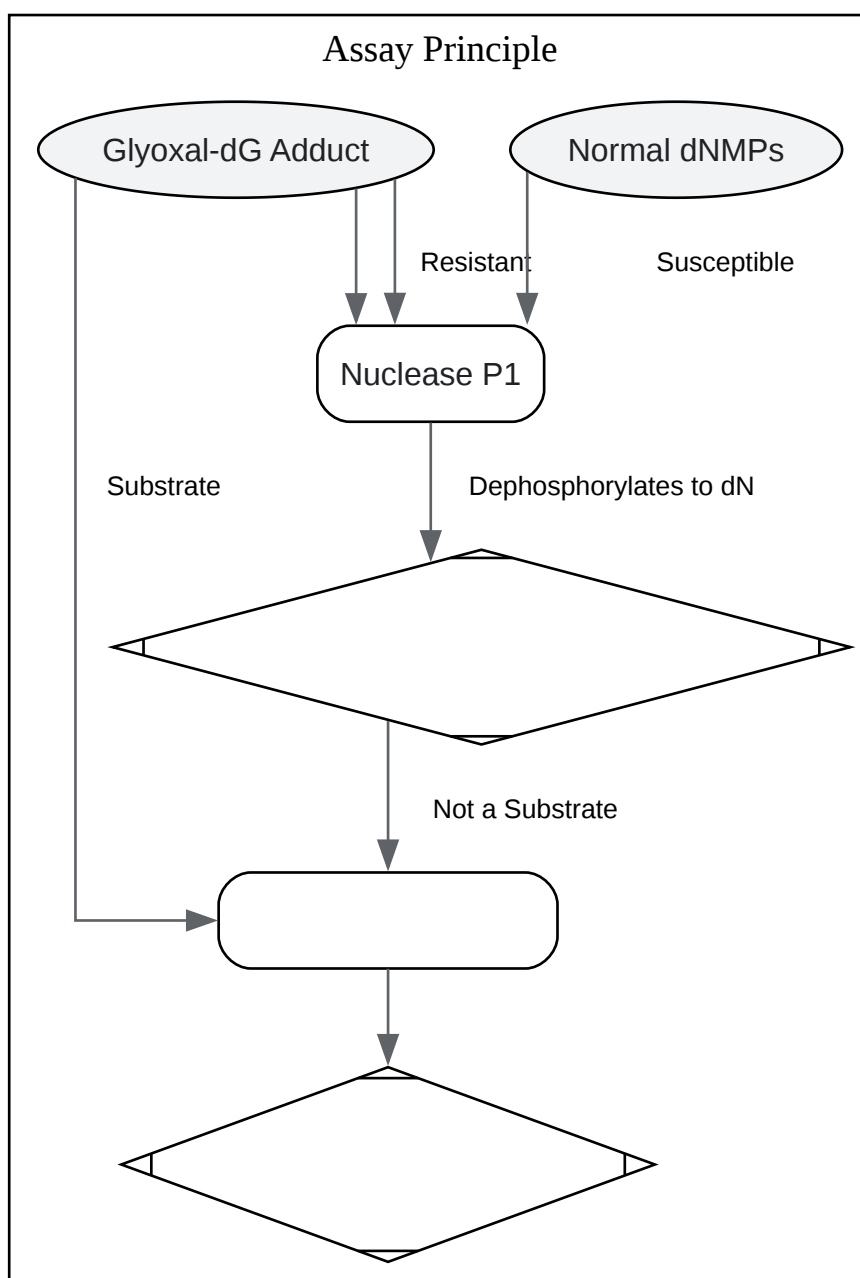 Assay Principle
Glyoxal-dG Adduct
Normal dNMPs
Resistant
Susceptible
Nuclease P1
Substrate
Dephosphorylates to dN
Not a Substrate